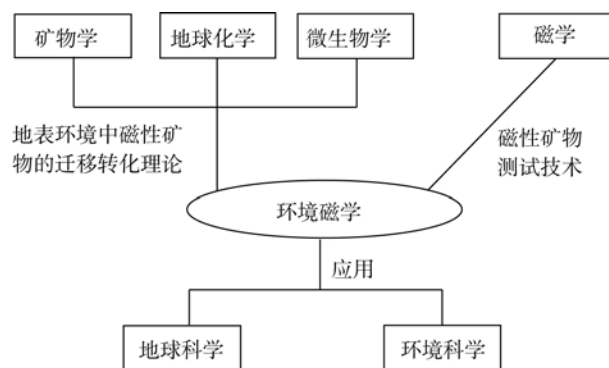 矿物学
地球化学
微生物学
磁学
地表环境中磁性矿
物的迁移转化理论
磁性矿物
测试技术
环境磁学
应用
地球科学
环境科学